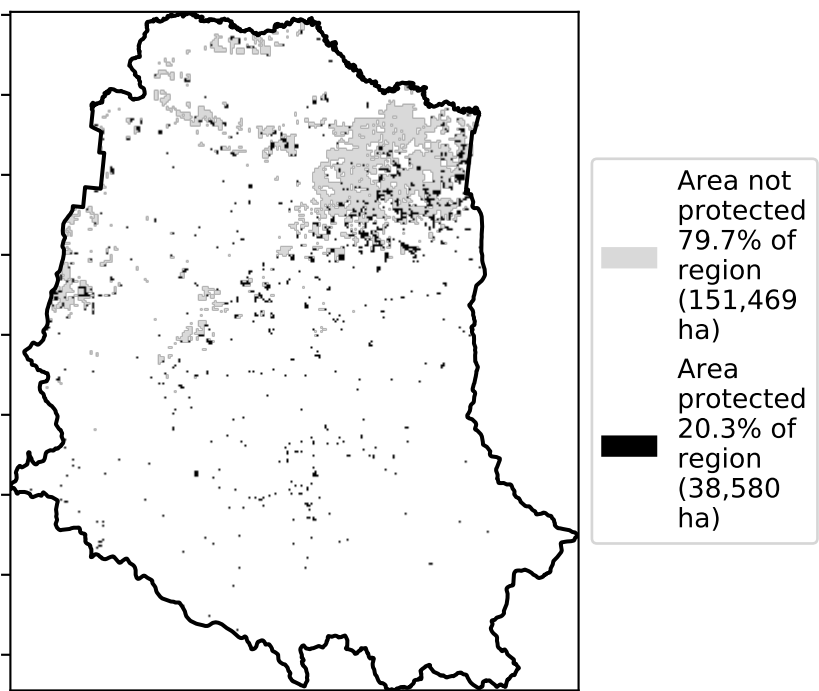 Area not
protected
79.7% of
region
(151,469
ha)
Area
protected
20.3% of
region
(38,580
ha)